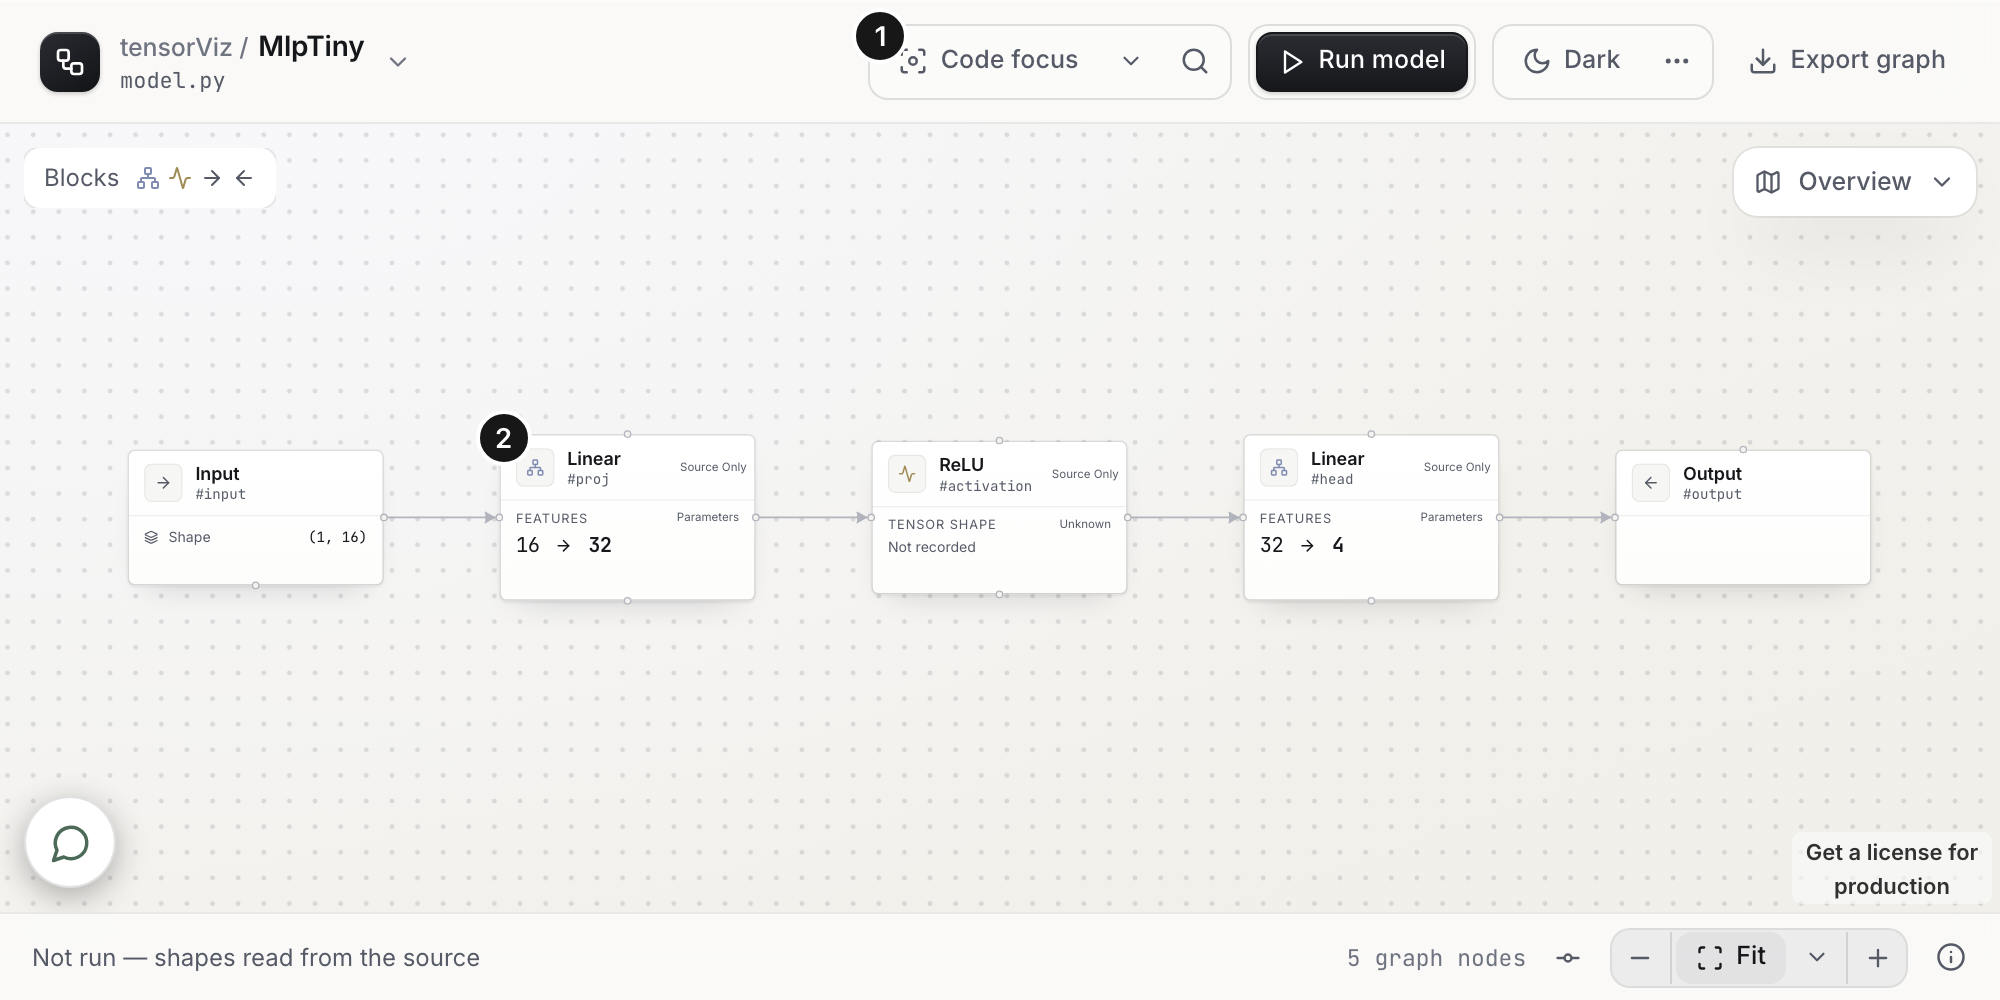 tensorViz / MlpTiny
model.py
1
Code focus
Run model
Dark
Export graph
Blocks
Overview
2
Input
#input
Shape (1, 16)
Linear
#proj
Source Only
FEATURES
Parameters
16 → 32
ReLU
#activation
Source Only
TENSOR SHAPE
Unknown
Not recorded
Linear
#head
Source Only
FEATURES
Parameters
32 → 4
Output
#output
Get a license for
production
Not run — shapes read from the source
5 graph nodes
Fit